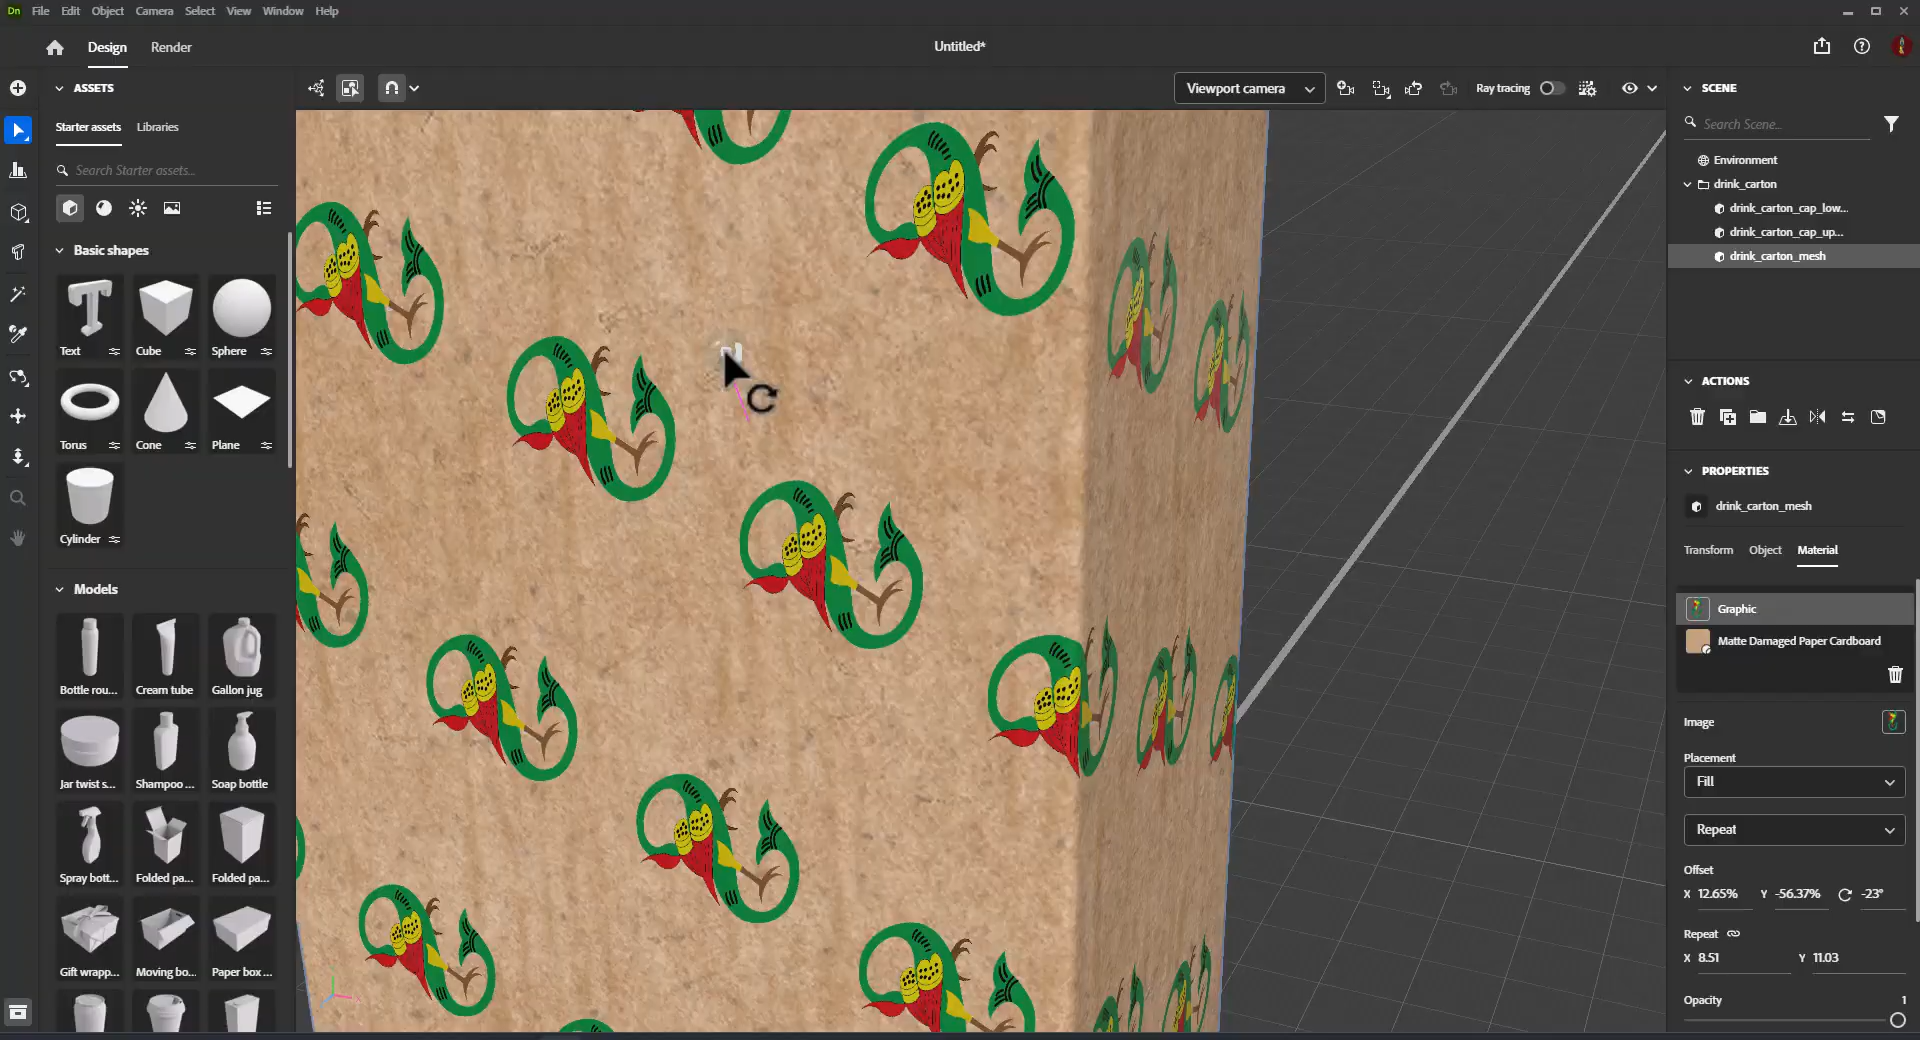 Dn File Edit Object Camera Select View Window Help
Design Render Untitled*
ASSETS
Starter assets Libraries
Search Starter assets...
Basic shapes
Text Cube Sphere
Torus Cone Plane
Cylinder
Models
Bottle rou... Cream tube Gallon jug
Jar twist s... Shampoo ... Soap bottle
Spray bott... Folded pa... Folded pa...
Gift wrapp... Moving bo... Paper box ...
Viewport camera Ray tracing
SCENE
Search Scene...
Environment
drink_carton
drink_carton_cap_low...
drink_carton_cap_up...
drink_carton_mesh
ACTIONS
PROPERTIES
drink_carton_mesh
Transform Object Material
Graphic
Matte Damaged Paper Cardboard
Image
Placement
Fill
Repeat
Offset
X 12.65% Y -56.37% -23°
Repeat
X 8.51 Y 11.03
Opacity 1